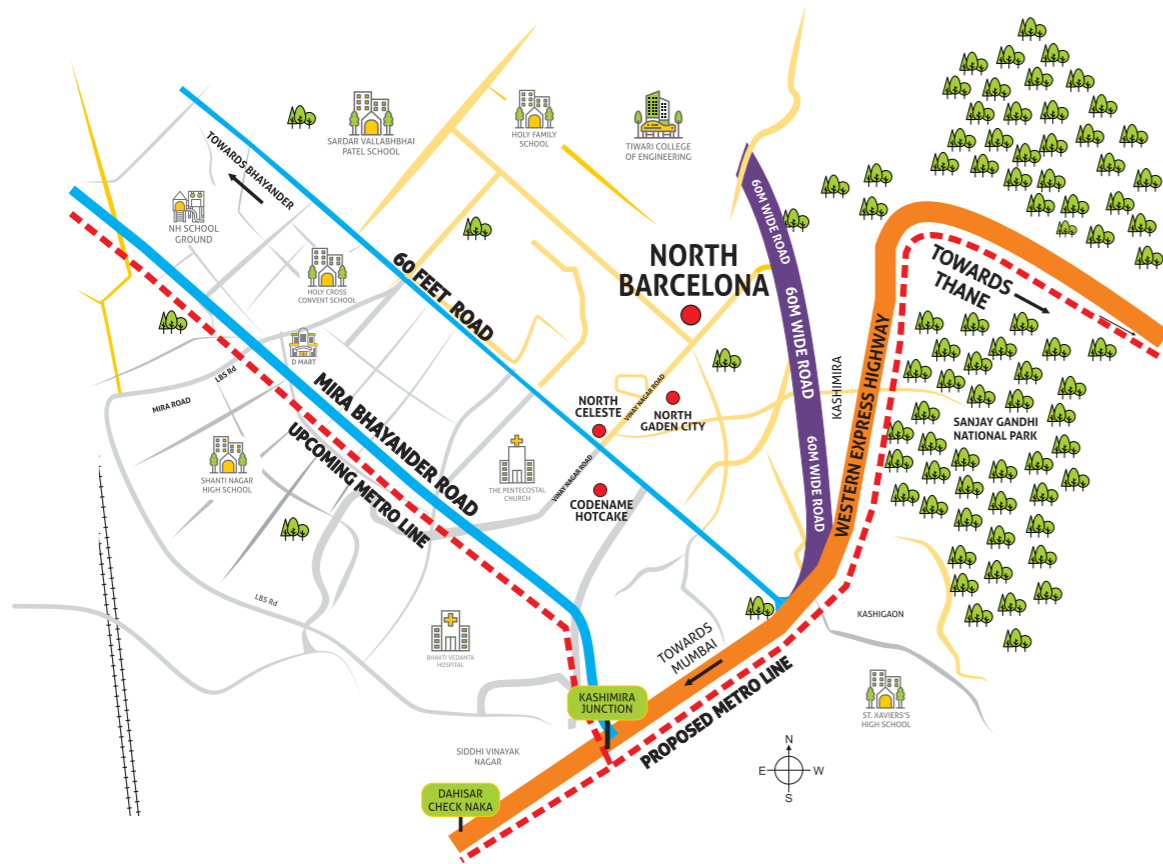 SARDAR VALLABHBHAI
PATEL SCHOOL
HOLY FAMILY
SCHOOL
TIWARI COLLEGE
OF ENGINEERING
TOWARDS BHAYANDER
NH SCHOOL
GROUND
HOLY CROSS
CONVENT SCHOOL
60 FEET ROAD
NORTH
BARCELONA
60M WIDE ROAD
60M WIDE ROAD
60M WIDE ROAD
TOWARDS
THANE
D MART
LBS Rd
MIRA ROAD
MIRA BHAYANDER ROAD
UPCOMING METRO LINE
KASHIMIRA
WESTERN EXPRESS HIGHWAY
NORTH
CELESTE
VINAY NAGAR ROAD
NORTH
GADEN CITY
SANJAY GANDHI
NATIONAL PARK
SHANTI NAGAR
HIGH SCHOOL
THE PENTECOSTAL
CHURCH
VINAY NAGAR ROAD
CODENAME
HOTCAKE
LBS Rd
KASHIGAON
BHAKTI VEDANTA
HOSPITAL
TOWARDS
MUMBAI
KASHIMIRA
JUNCTION
PROPOSED METRO LINE
ST. XAVIERS'S
HIGH SCHOOL
SIDDHI VINAYAK
NAGAR
N
E
W
S
DAHISAR
CHECK NAKA